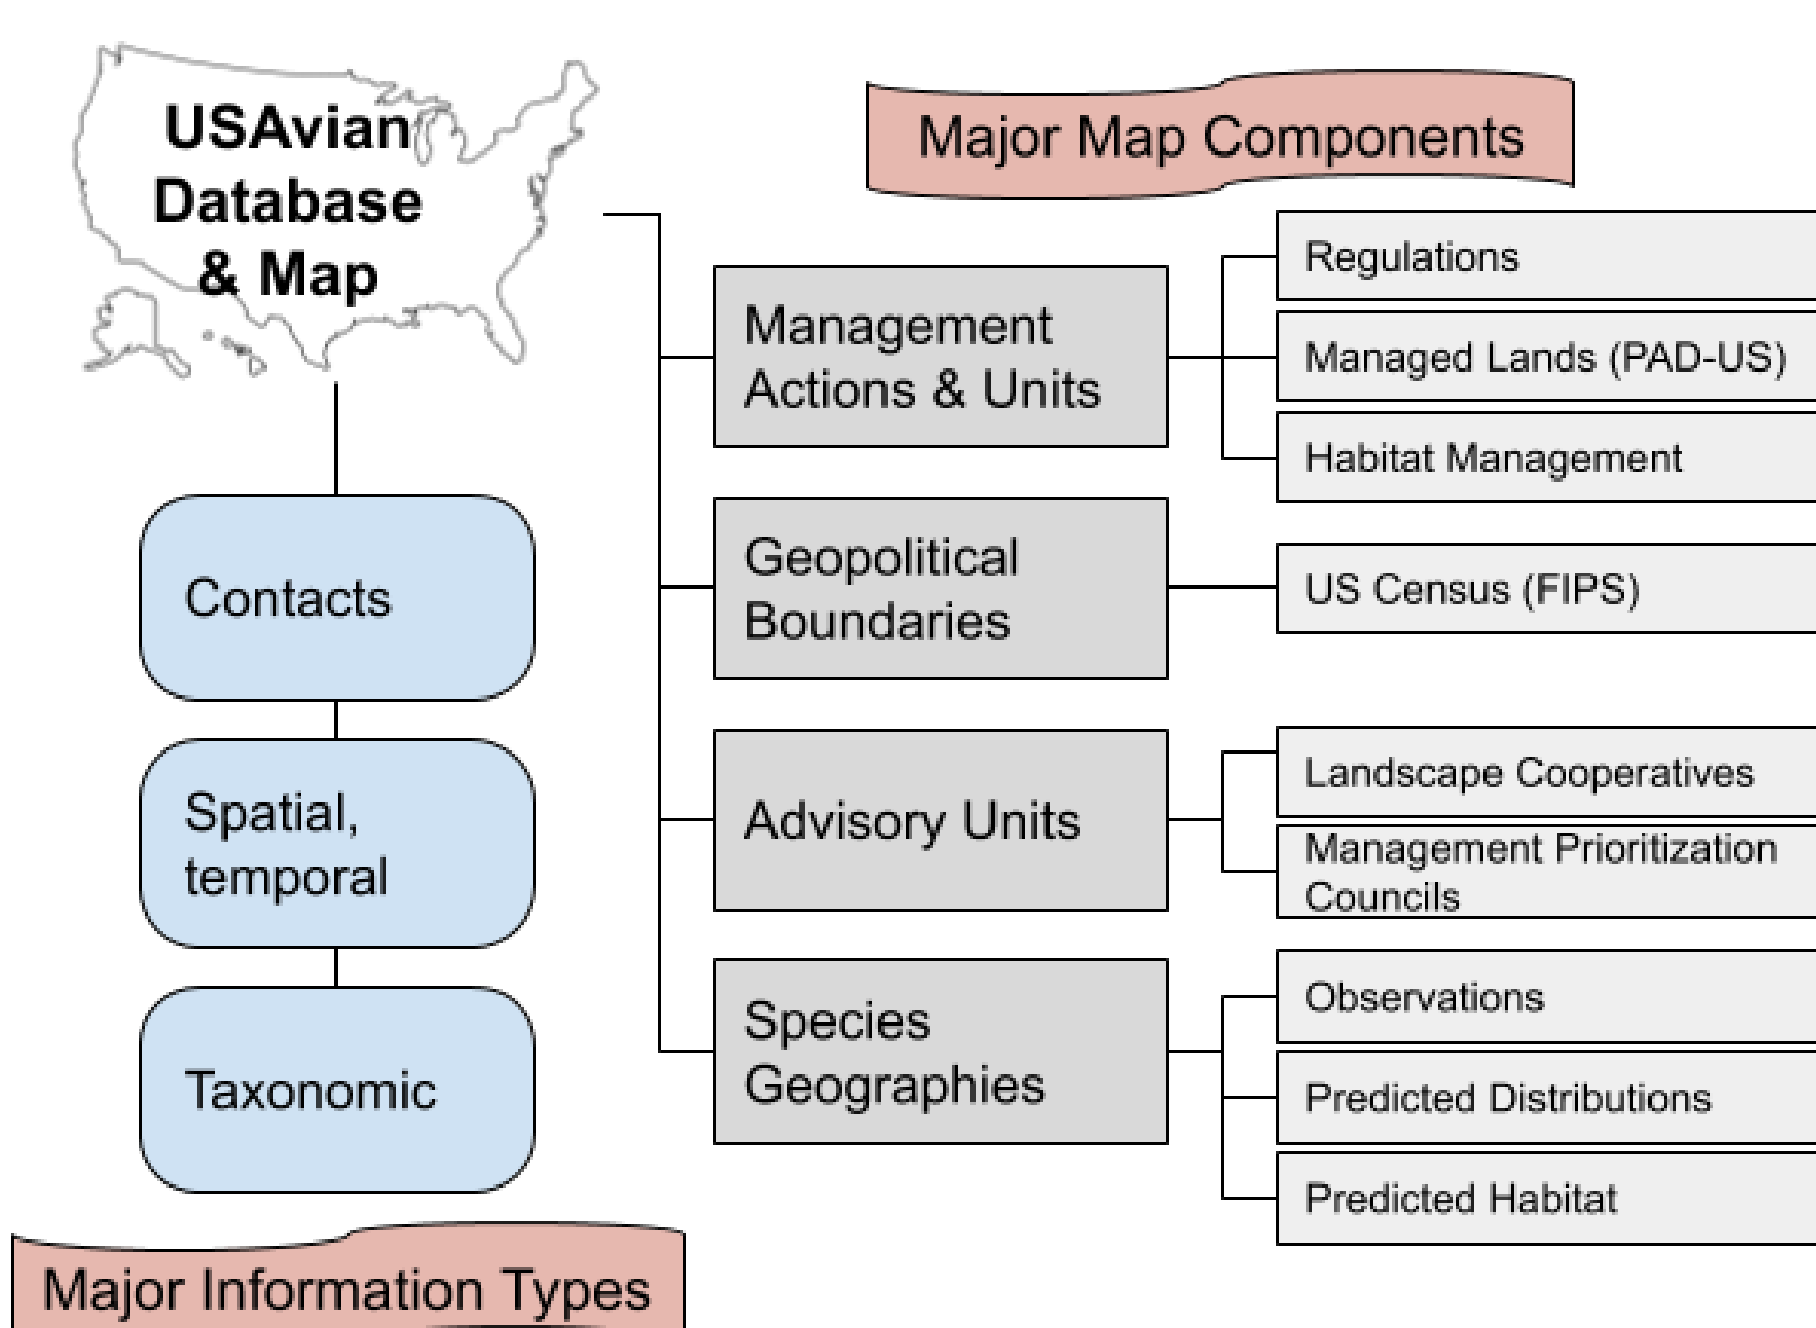 USAvian
Database
& Map
Contacts
Spatial,
temporal
Taxonomic
Major Information Types
Major Map Components
Management
Actions & Units
Regulations
Managed Lands (PAD-US)
Habitat Management
Geopolitical
Boundaries
US Census (FIPS)
Advisory Units
Landscape Cooperatives
Management Prioritization
Councils
Species
Geographies
Observations
Predicted Distributions
Predicted Habitat